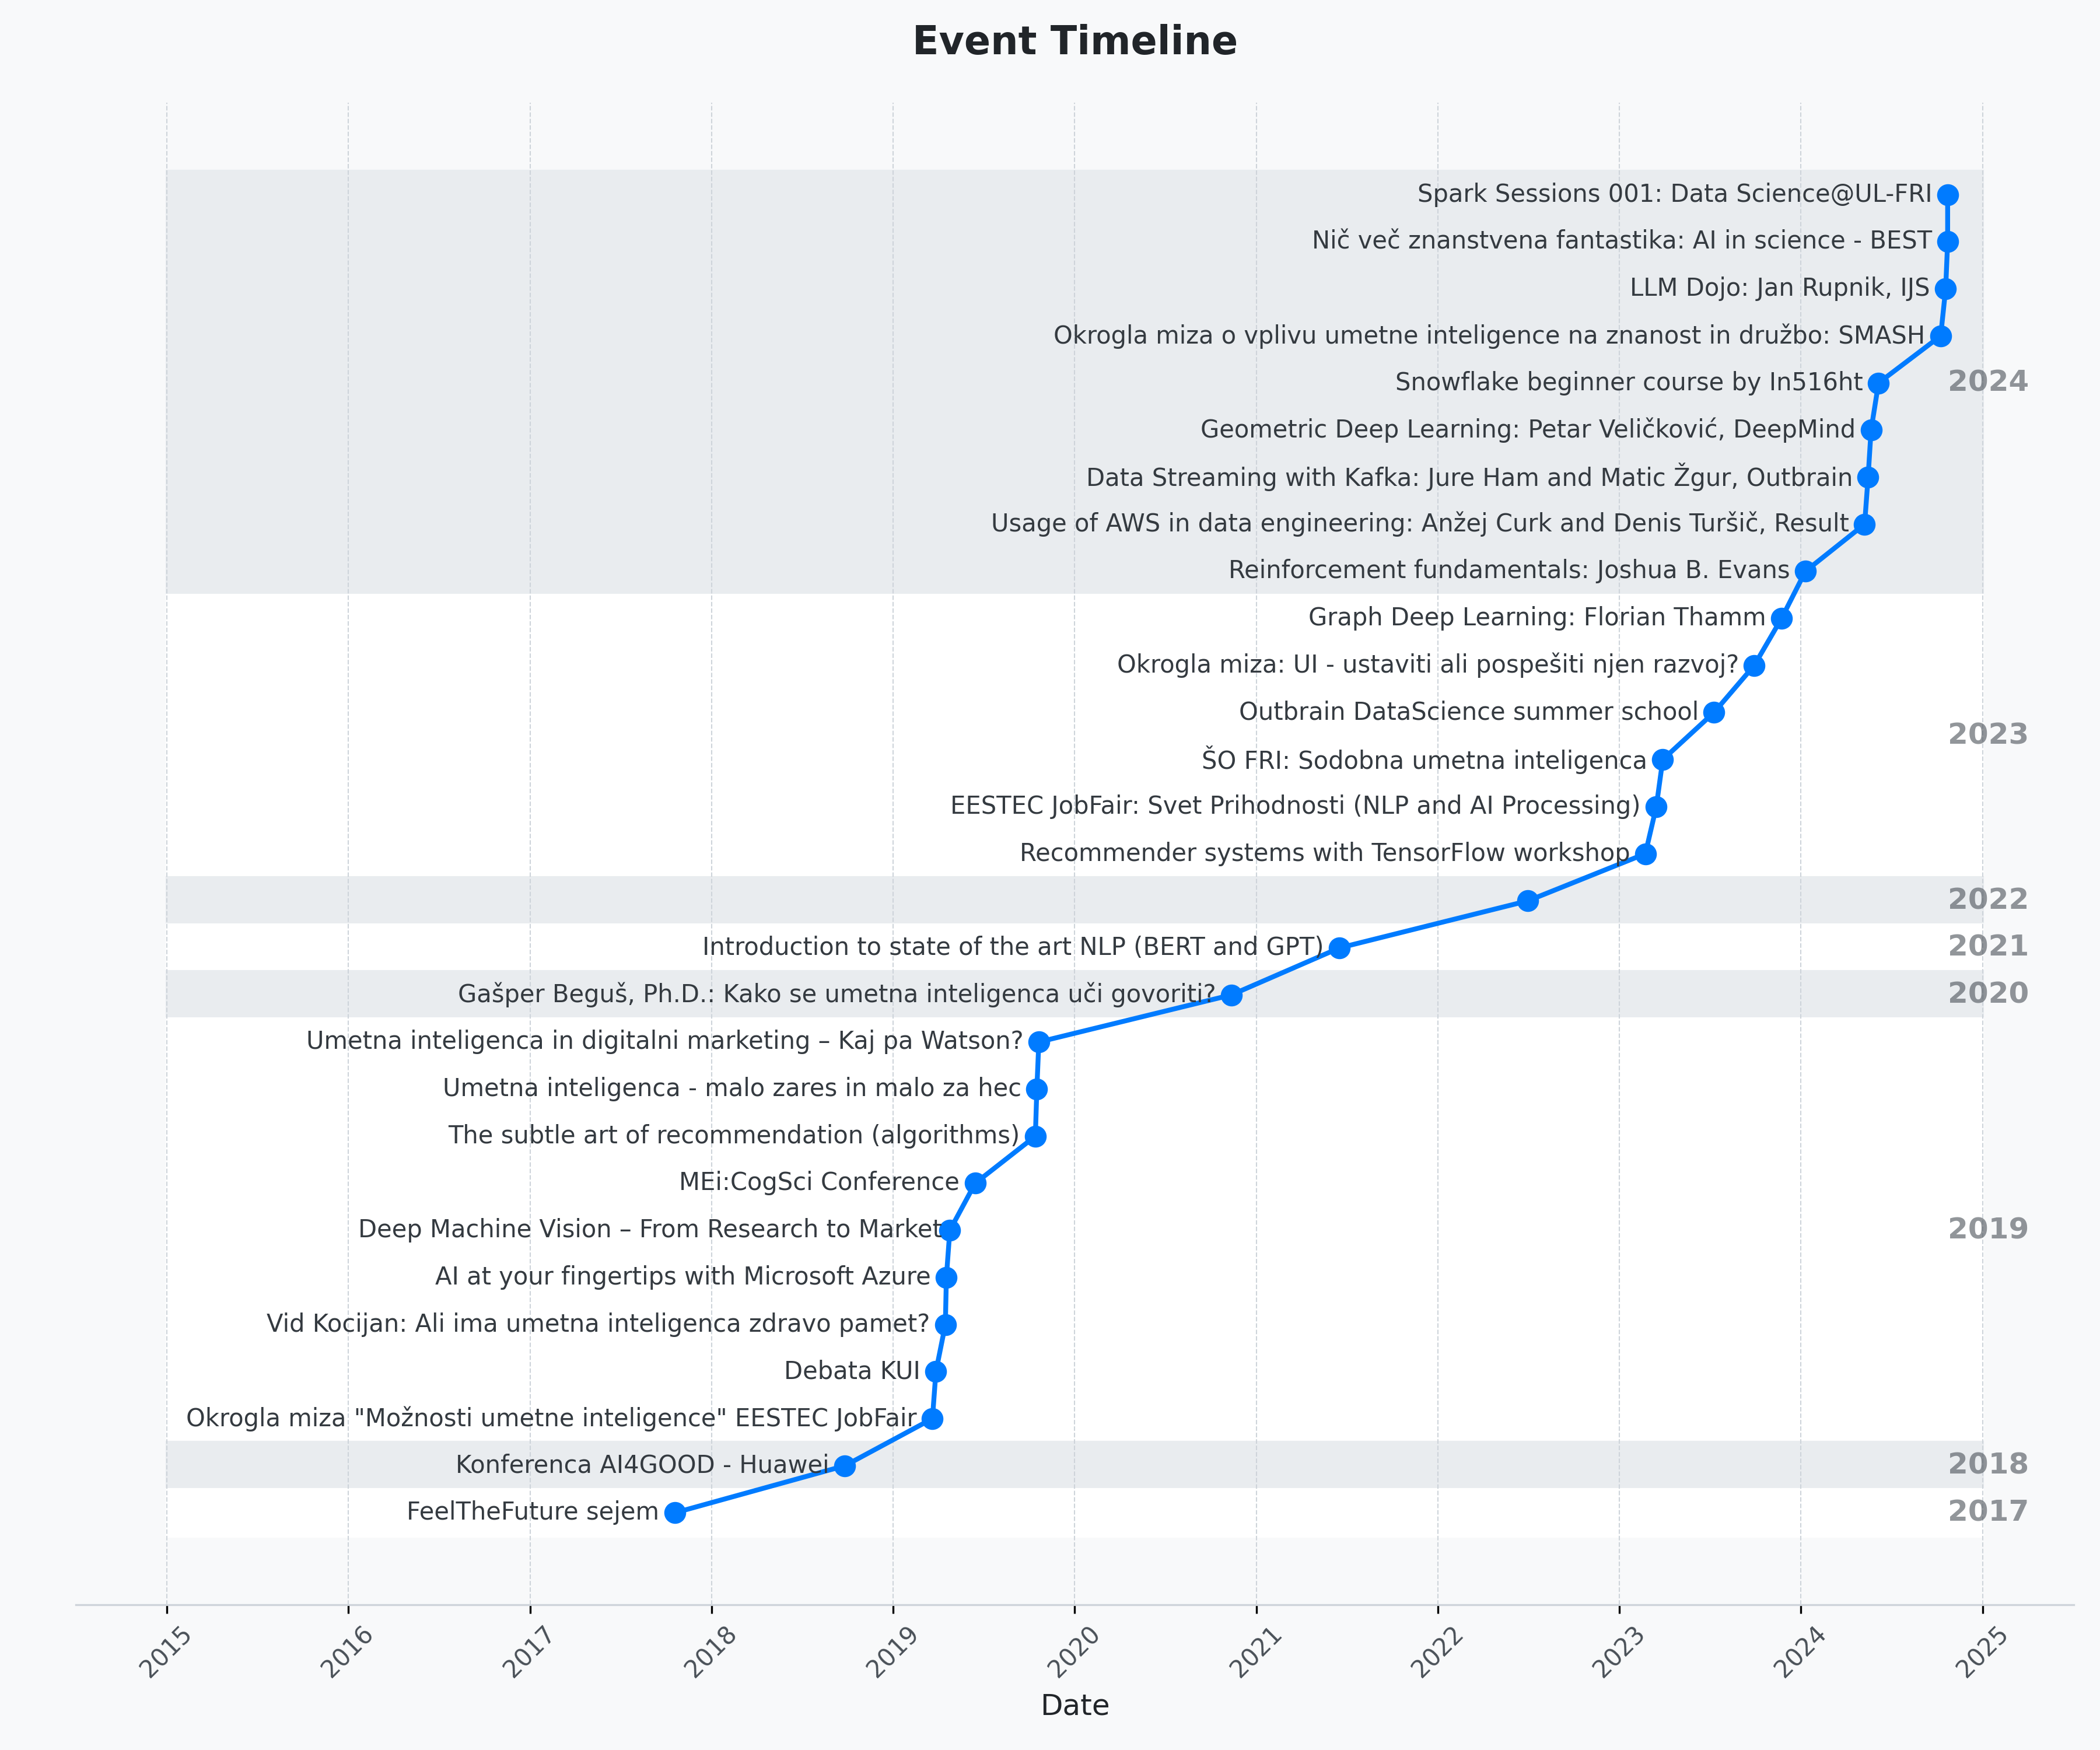 Event Timeline
Spark Sessions 001: Data Science@UL-FRI
Nič več znanstvena fantastika: AI in science - BEST
LLM Dojo: Jan Rupnik, IJS
Okrogla miza o vplivu umetne inteligence na znanost in družbo: SMASH
Snowflake beginner course by In516ht
2024
Geometric Deep Learning: Petar Veličković, DeepMind
Data Streaming with Kafka: Jure Ham and Matic Žgur, Outbrain
Usage of AWS in data engineering: Anžej Curk and Denis Turšič, Result
Reinforcement fundamentals: Joshua B. Evans
Graph Deep Learning: Florian Thamm
Okrogla miza: UI - ustaviti ali pospešiti njen razvoj?
Outbrain DataScience summer school
2023
ŠO FRI: Sodobna umetna inteligenca
EESTEC JobFair: Svet Prihodnosti (NLP and AI Processing)
Recommender systems with TensorFlow workshop
2022
Introduction to state of the art NLP (BERT and GPT)
2021
Gašper Beguš, Ph.D.: Kako se umetna inteligenca uči govoriti?
2020
Umetna inteligenca in digitalni marketing – Kaj pa Watson?
Umetna inteligenca - malo zares in malo za hec
The subtle art of recommendation (algorithms)
MEi:CogSci Conference
Deep Machine Vision – From Research to Market
2019
AI at your fingertips with Microsoft Azure
Vid Kocijan: Ali ima umetna inteligenca zdravo pamet?
Debata KUI
Okrogla miza "Možnosti umetne inteligence" EESTEC JobFair
Konferenca AI4GOOD - Huawei
2018
FeelTheFuture sejem
2017
2015
2016
2017
2018
2019
2020
2021
2022
2023
2024
2025
Date